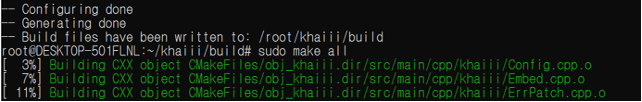 -- Configuring done
-- Generating done
-- Build files have been written to: /root/khaiii/build
root@DESKTOP-501FLNL:~/khaiii/build# sudo make all
[  3%] Building CXX object CMakeFiles/obj_khaiii.dir/src/main/cpp/khaiii/Config.cpp.o
[  7%] Building CXX object CMakeFiles/obj_khaiii.dir/src/main/cpp/khaiii/Embed.cpp.o
[ 11%] Building CXX object CMakeFiles/obj_khaiii.dir/src/main/cpp/khaiii/ErrPatch.cpp.o